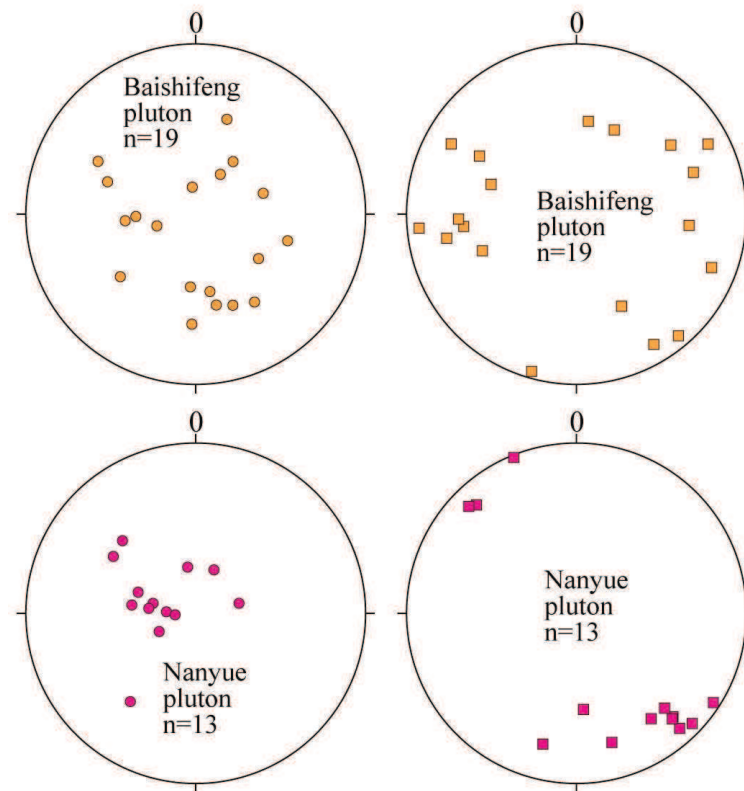 0
Baishifeng
pluton
n=19
0
Baishifeng
pluton
n=19
0
Nanyue
pluton
n=13
0
Nanyue
pluton
n=13